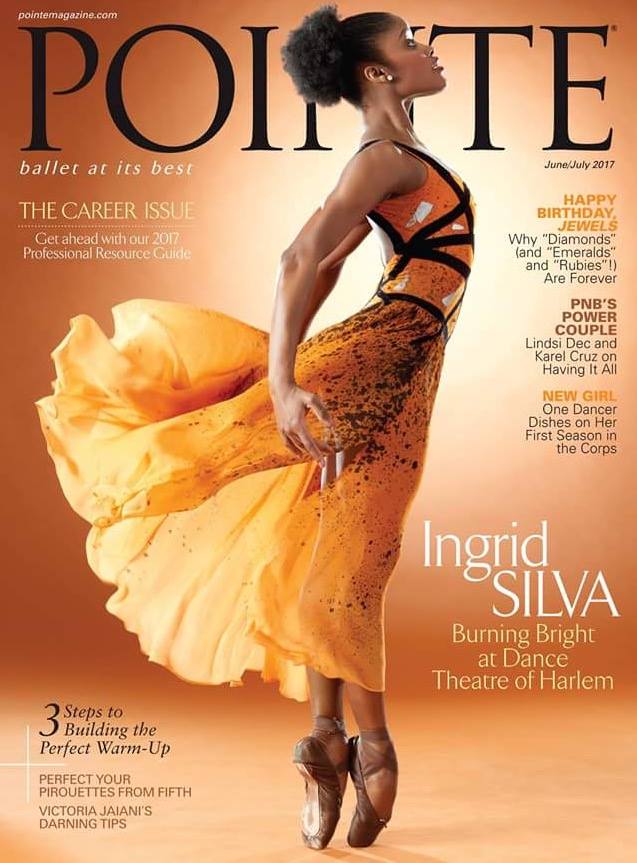 pointemagazine.com
POINTE
ballet at its best
June/July 2017
THE CAREER ISSUE
Get ahead with our 2017
Professional Resource Guide
HAPPY
BIRTHDAY,
JEWELS
Why "Diamonds"
(and "Emeralds"
and "Rubies"!)
Are Forever
PNB'S
POWER
COUPLE
Lindsi Dec and
Karel Cruz on
Having It All
NEW GIRL
One Dancer
Dishes on Her
First Season in
the Corps
Ingrid
SILVA
Burning Bright
at Dance
Theatre of Harlem
3 Steps to
Building the
Perfect Warm-Up
PERFECT YOUR
PIROUETTES FROM FIFTH
VICTORIA JAIANI'S
DARNING TIPS